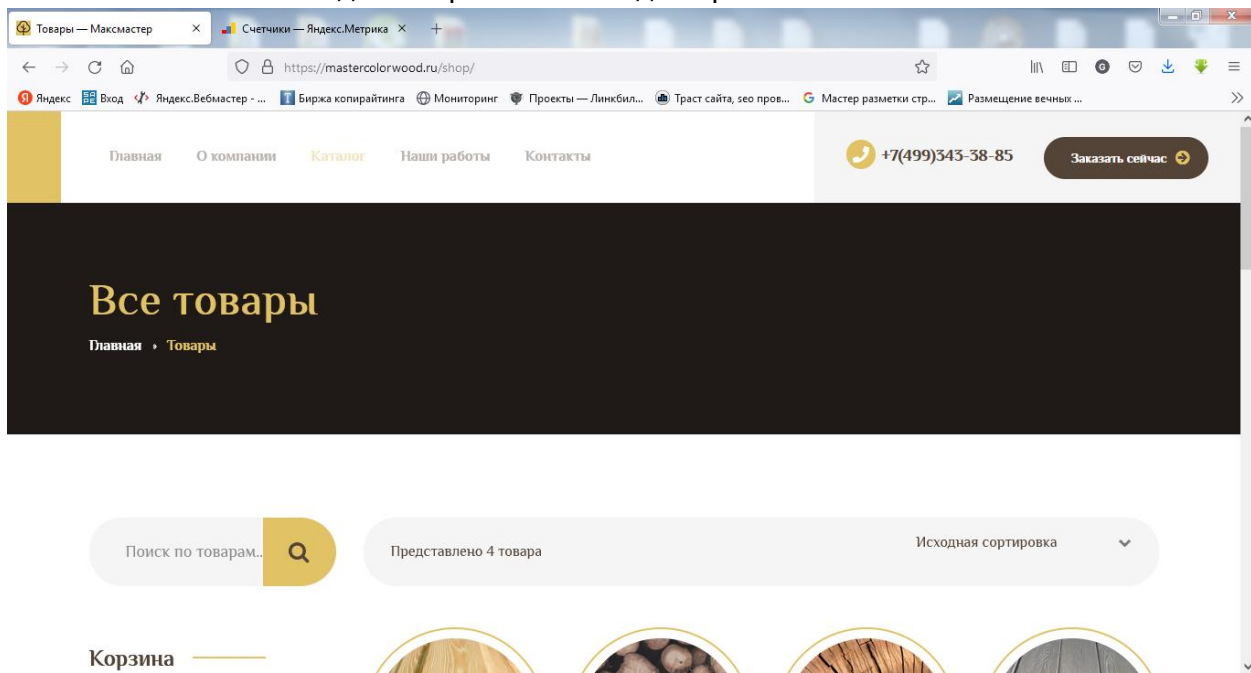 Товары — Максмастер
Счетчики — Яндекс.Метрика
https://mastercolorwood.ru/shop/
Яндекс Вход Яндекс.Вебмастер - ... Биржа копирайтинга Мониторинг Проекты — Линкбил... Траст сайта, seo пров... Мастер разметки стр... Размещение вечных ...
Главная О компании Каталог Наши работы Контакты
+7(499)343-38-85
Заказать сейчас
Все товары
Главная › Товары
Поиск по товарам..
Представлено 4 товара
Исходная сортировка
Корзина